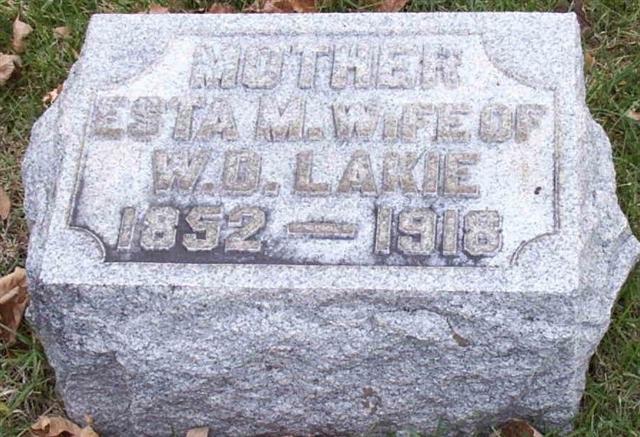 MOTHER
ESTA M. WIFE OF
W.O. LAKIE
1852 — 1918